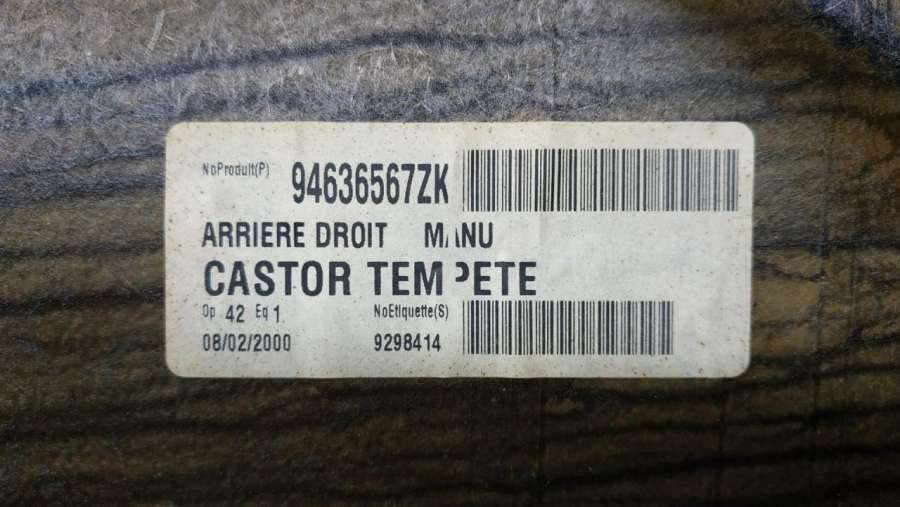 NoProduit(P) 94636567ZK
ARRIERE DROIT MANU
CASTOR TEMPETE
Op 42 Eq 1 NoEtiquette(S)
08/02/2000 9298414